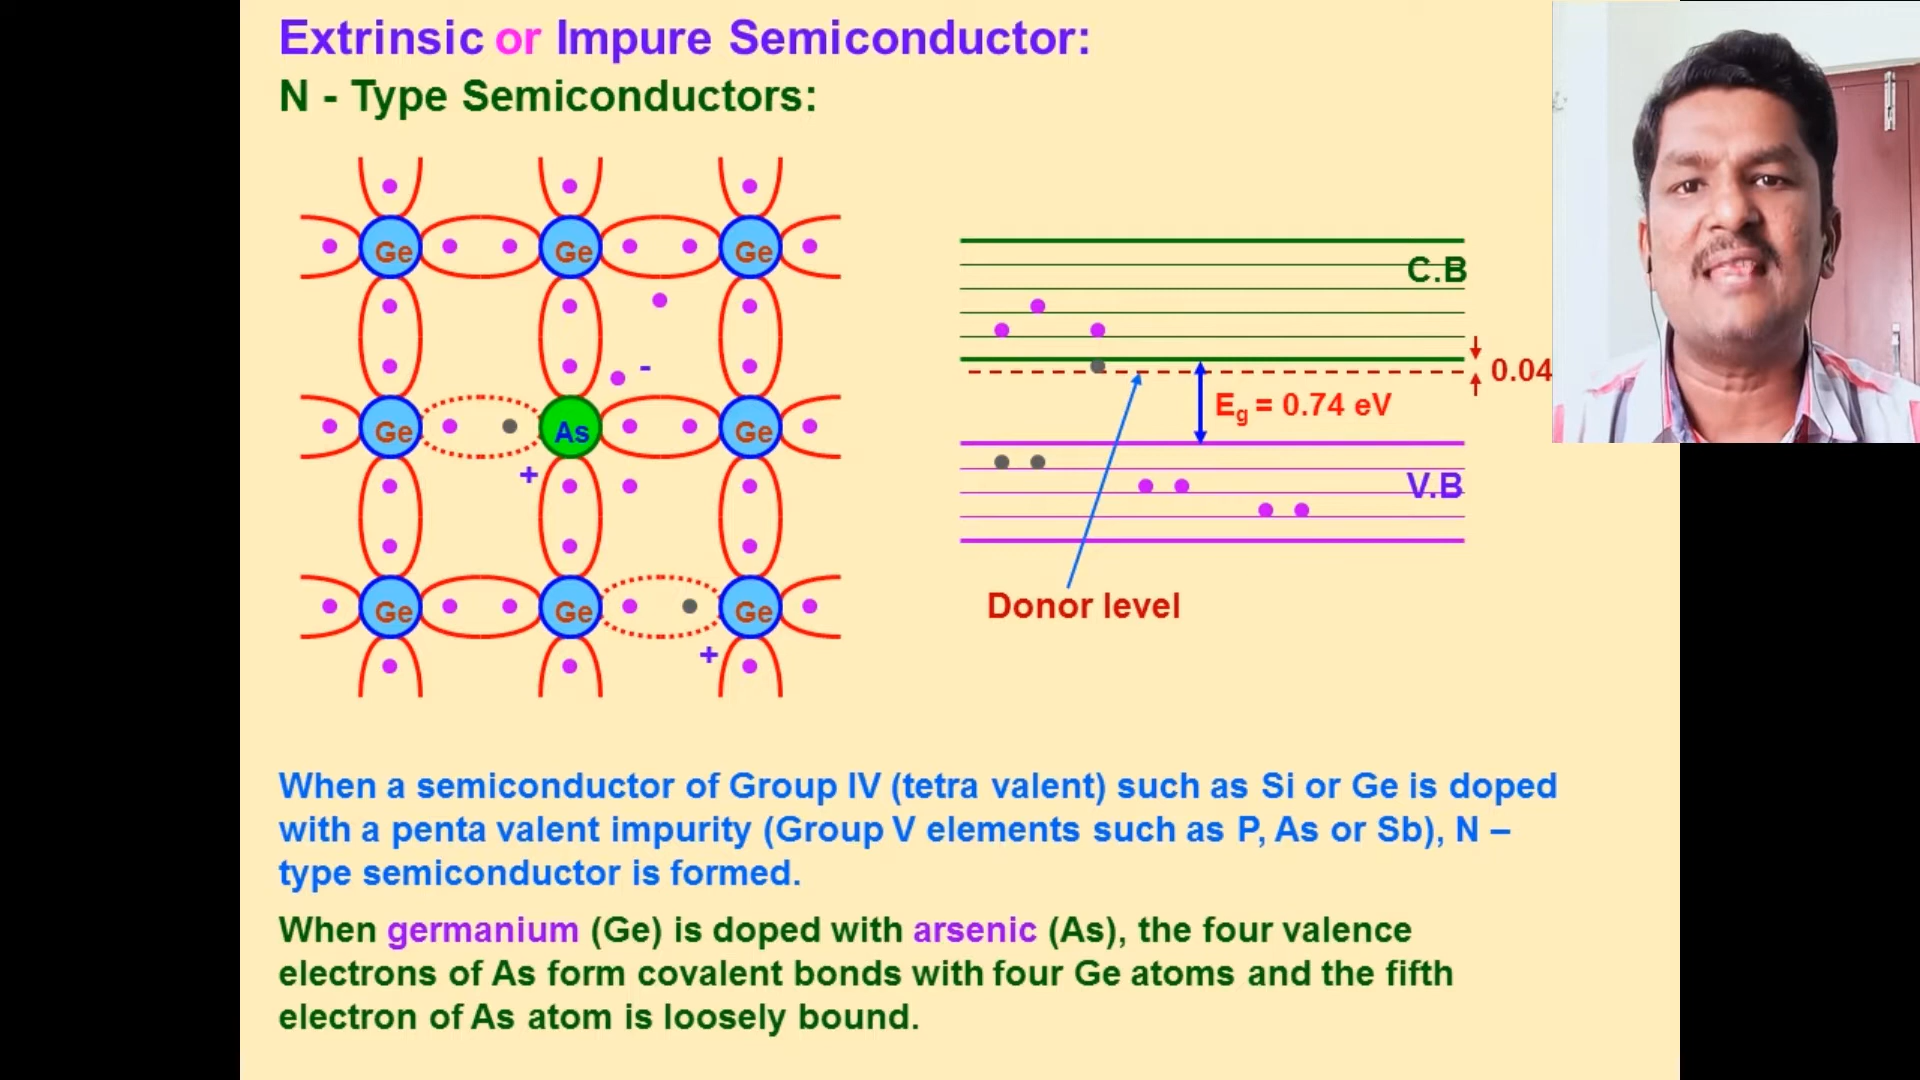 Extrinsic or Impure Semiconductor:
N - Type Semiconductors:
Ge Ge Ge
-
Ge As Ge
+
Ge Ge Ge
+
C.B
0.04
Eg = 0.74 eV
V.B
Donor level
When a semiconductor of Group IV (tetra valent) such as Si or Ge is doped
with a penta valent impurity (Group V elements such as P, As or Sb), N –
type semiconductor is formed.
When germanium (Ge) is doped with arsenic (As), the four valence
electrons of As form covalent bonds with four Ge atoms and the fifth
electron of As atom is loosely bound.